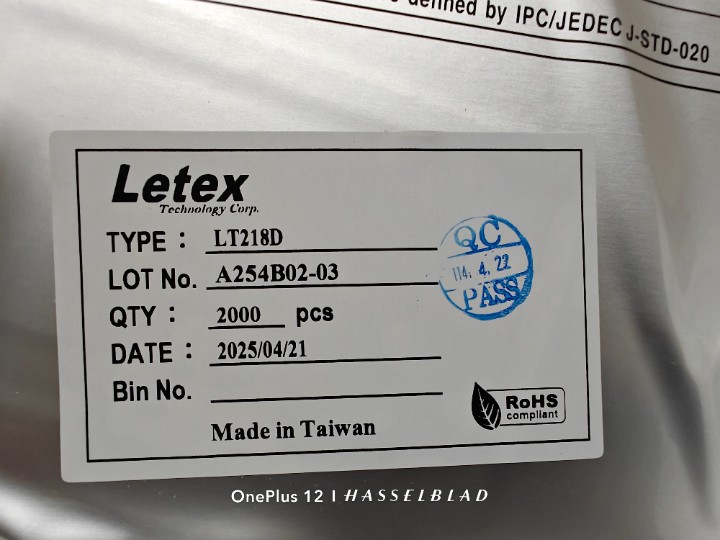 defined by IPC/JEDEC J-STD-020
Letex
Technology Corp.
TYPE : LT218D
LOT No. A254B02-03
QC
114. 4. 22
PASS
QTY : 2000 pcs
DATE : 2025/04/21
Bin No.
RoHS
compliant
Made in Taiwan
OnePlus 12 | HASSELBLAD